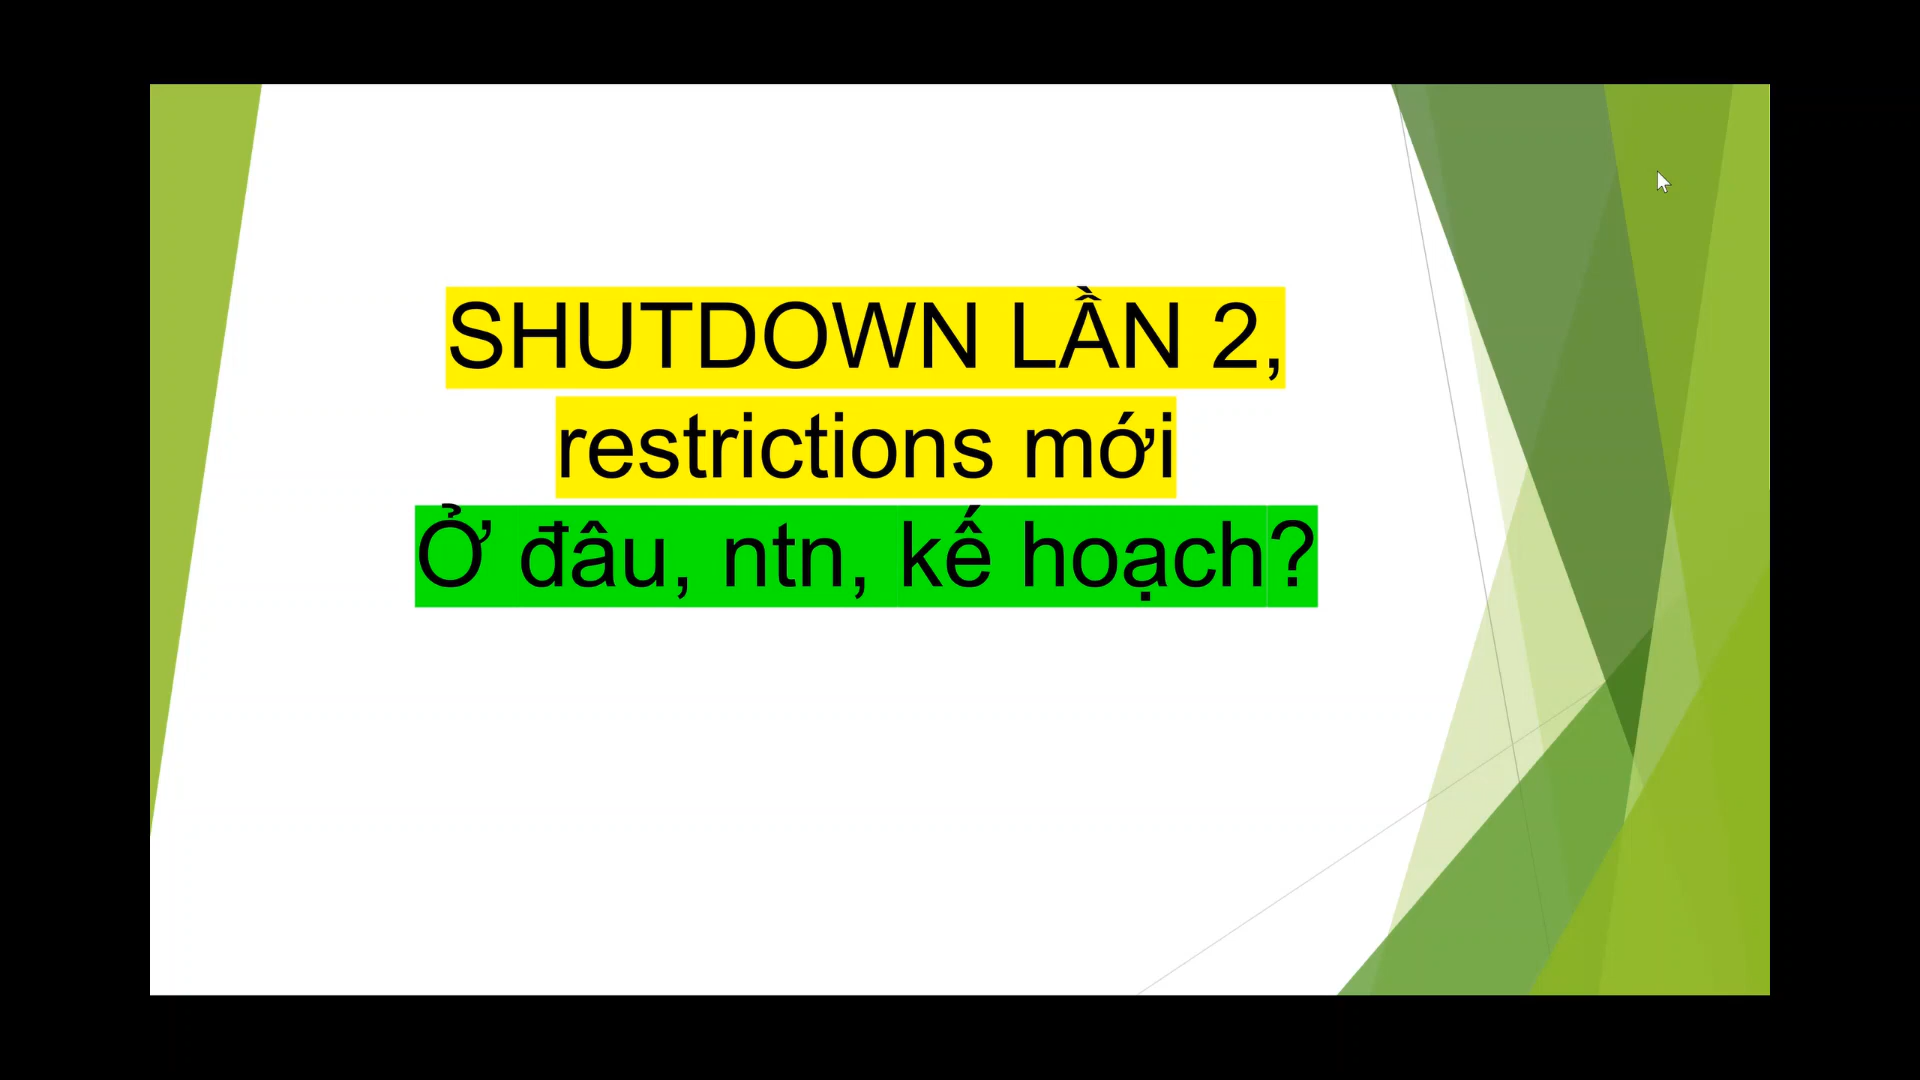 SHUTDOWN LẦN 2,
restrictions mới
Ở đâu, ntn, kế hoạch?